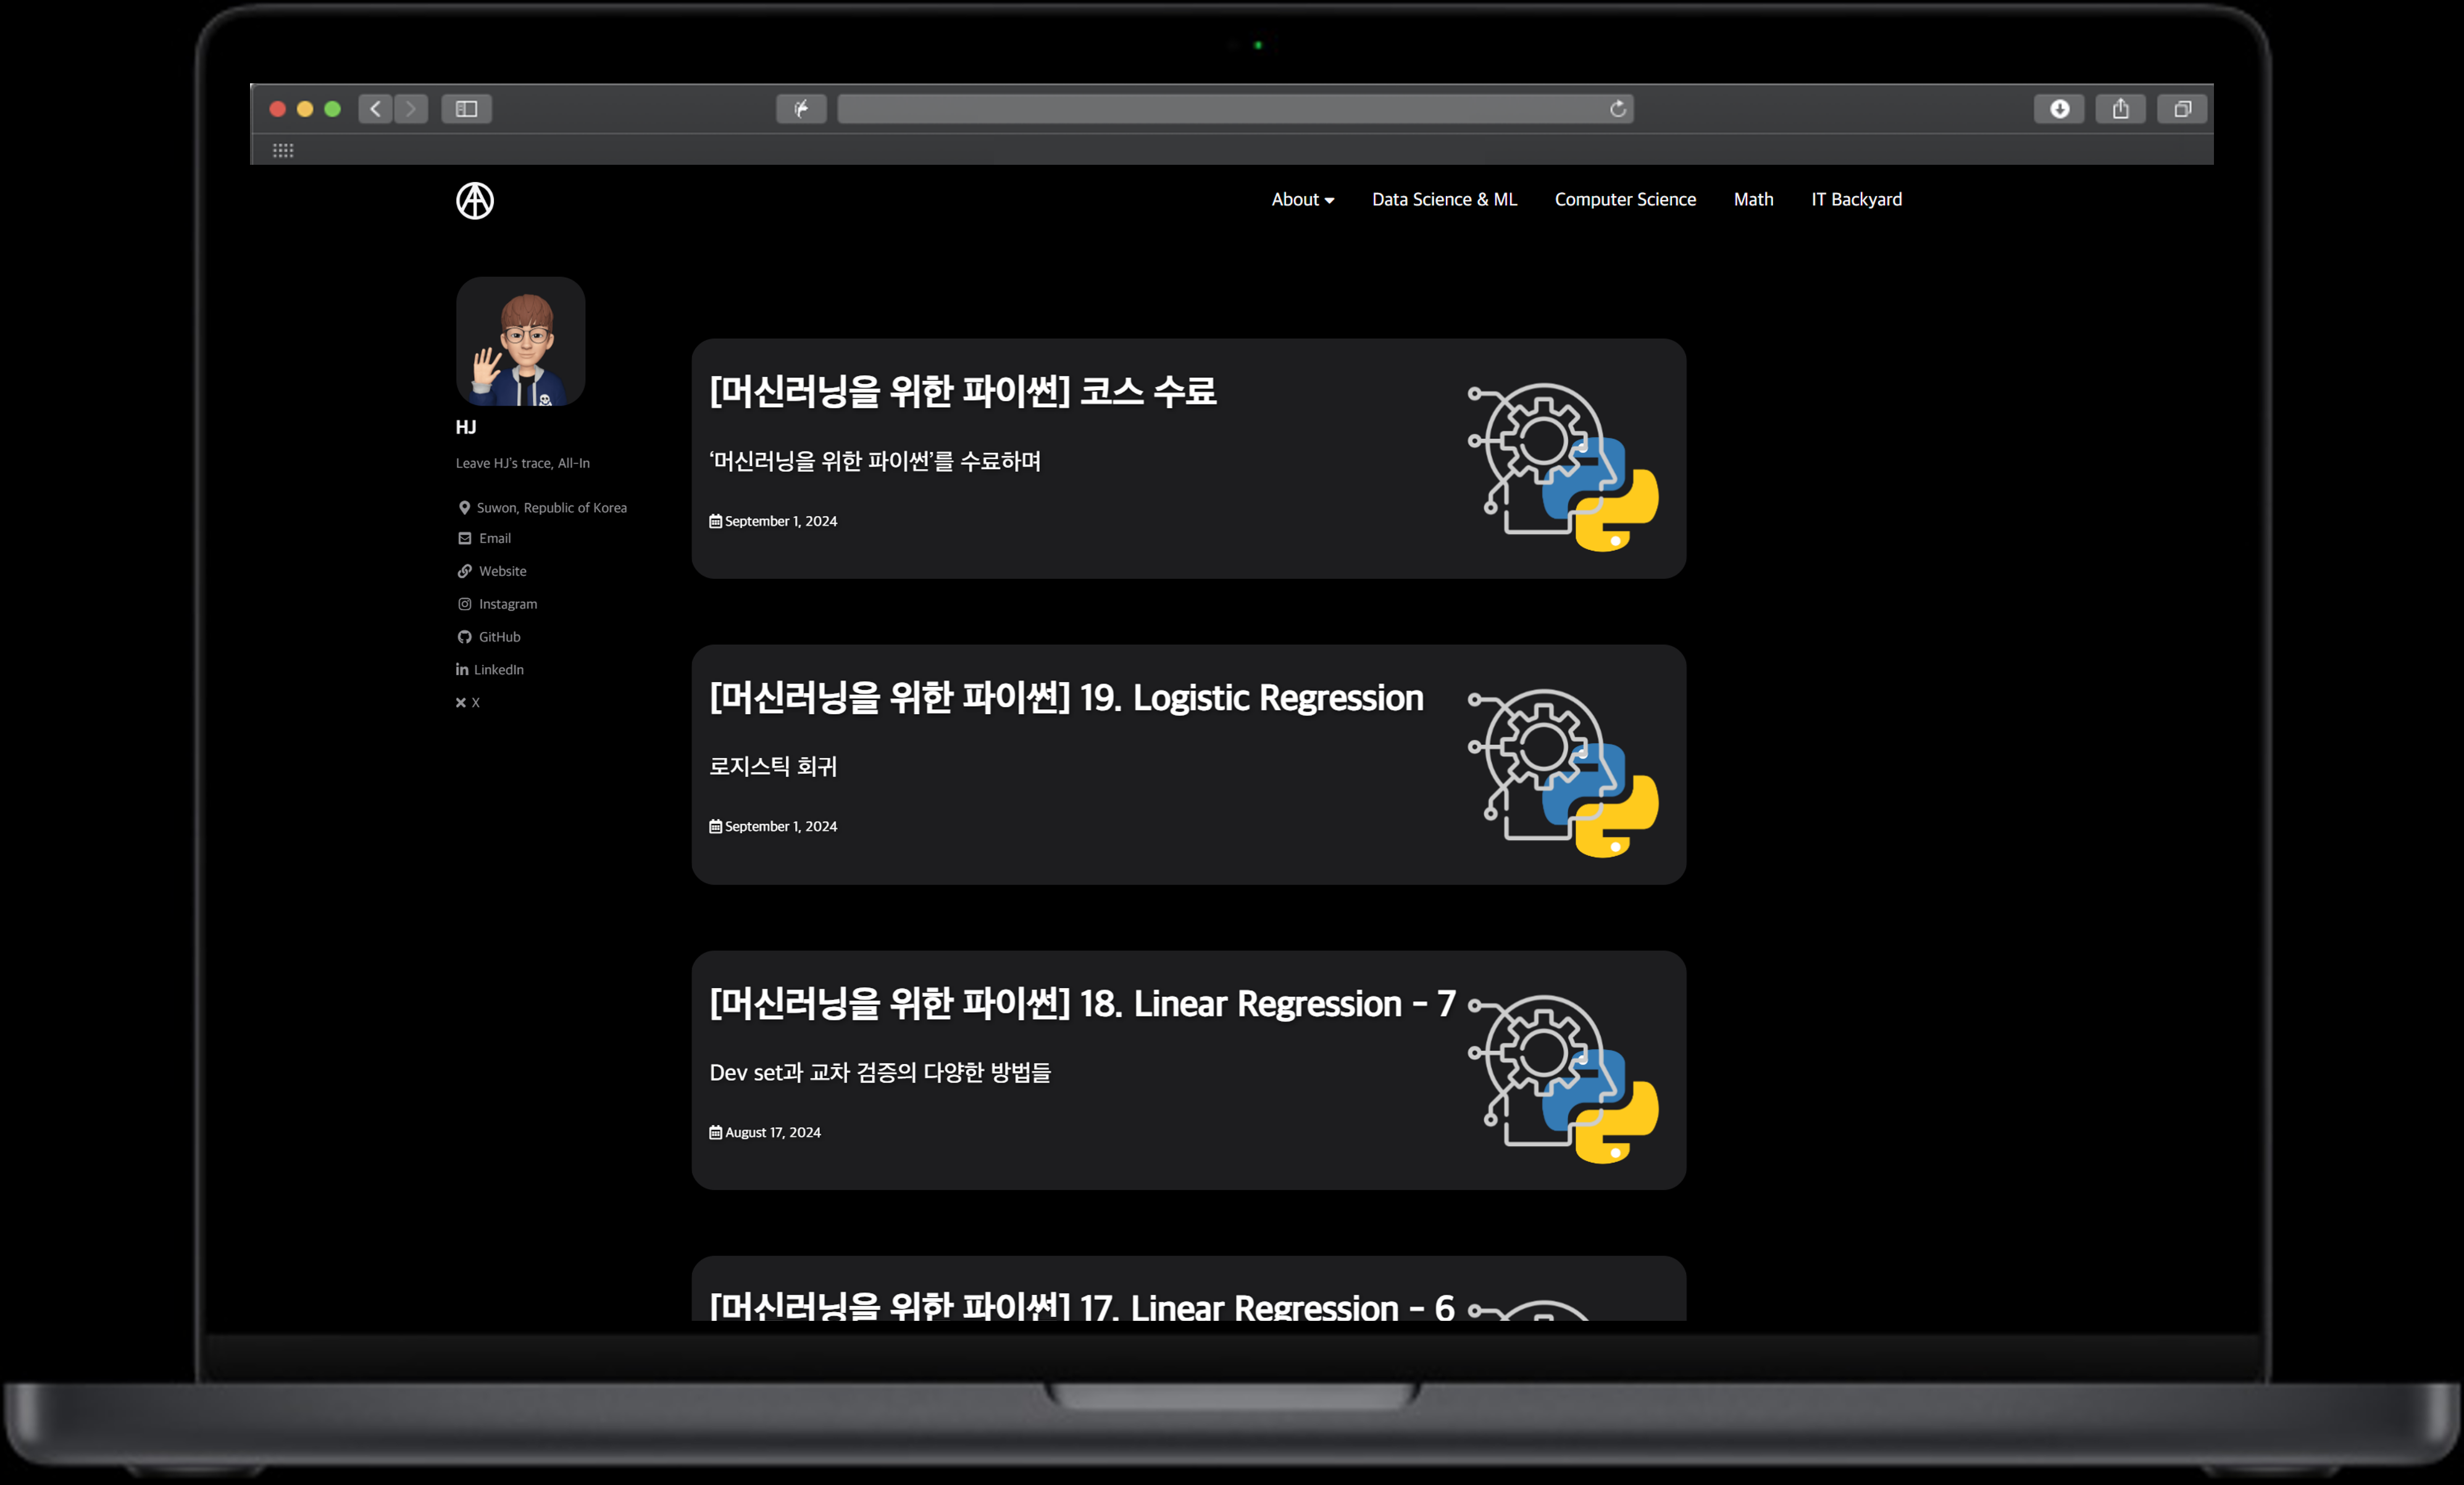 About
Data Science & ML
Computer Science
Math
IT Backyard
HJ
Leave HJ's trace, All-In
Suwon, Republic of Korea
Email
Website
Instagram
GitHub
LinkedIn
X
[머신러닝을 위한 파이썬] 코스 수료
‘머신러닝을 위한 파이썬’를 수료하며
September 1, 2024
[머신러닝을 위한 파이썬] 19. Logistic Regression
로지스틱 회귀
September 1, 2024
[머신러닝을 위한 파이썬] 18. Linear Regression - 7
Dev set과 교차 검증의 다양한 방법들
August 17, 2024
[머신러닝을 위한 파이썬] 17. Linear Regression - 6